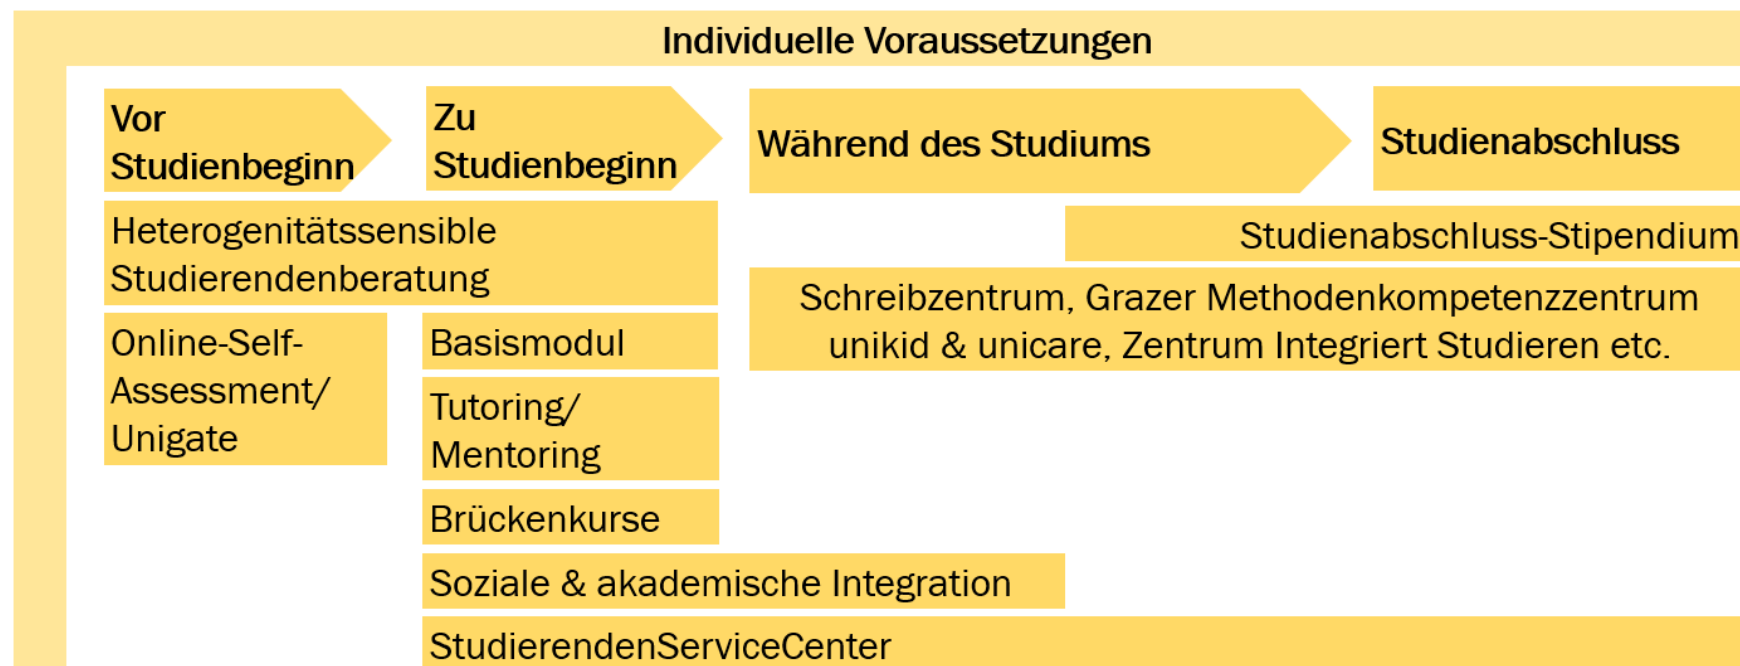 Individuelle Voraussetzungen
Vor
Studienbeginn
Zu
Studienbeginn
Während des Studiums
Studienabschluss
Heterogenitätssensible
Studierendenberatung
Studienabschluss-Stipendium
Schreibzentrum, Grazer Methodenkompetenzzentrum
unikid & unicare, Zentrum Integriert Studieren etc.
Online-Self-
Assessment/
Unigate
Basismodul
Tutoring/
Mentoring
Brückenkurse
Soziale & akademische Integration
StudierendenServiceCenter